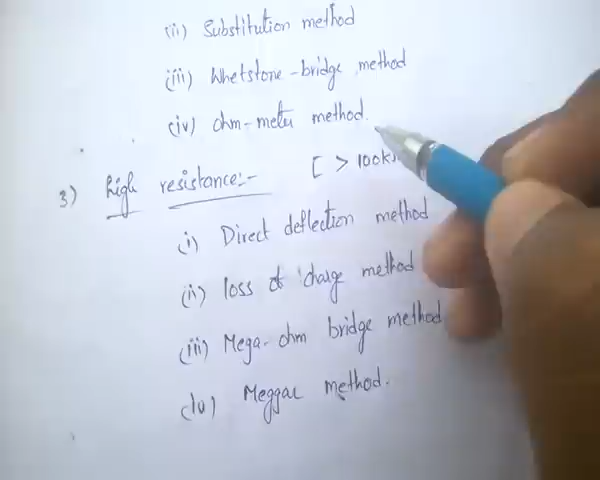 (ii) Substitution method
(iii) Whetstone-bridge method
(iv) Ohm-meter method.
3) high resistance:- [ > 100k
(i) Direct deflection method
(ii) loss of charge method
(iii) Mega-ohm bridge method
(iv) Meggar method.